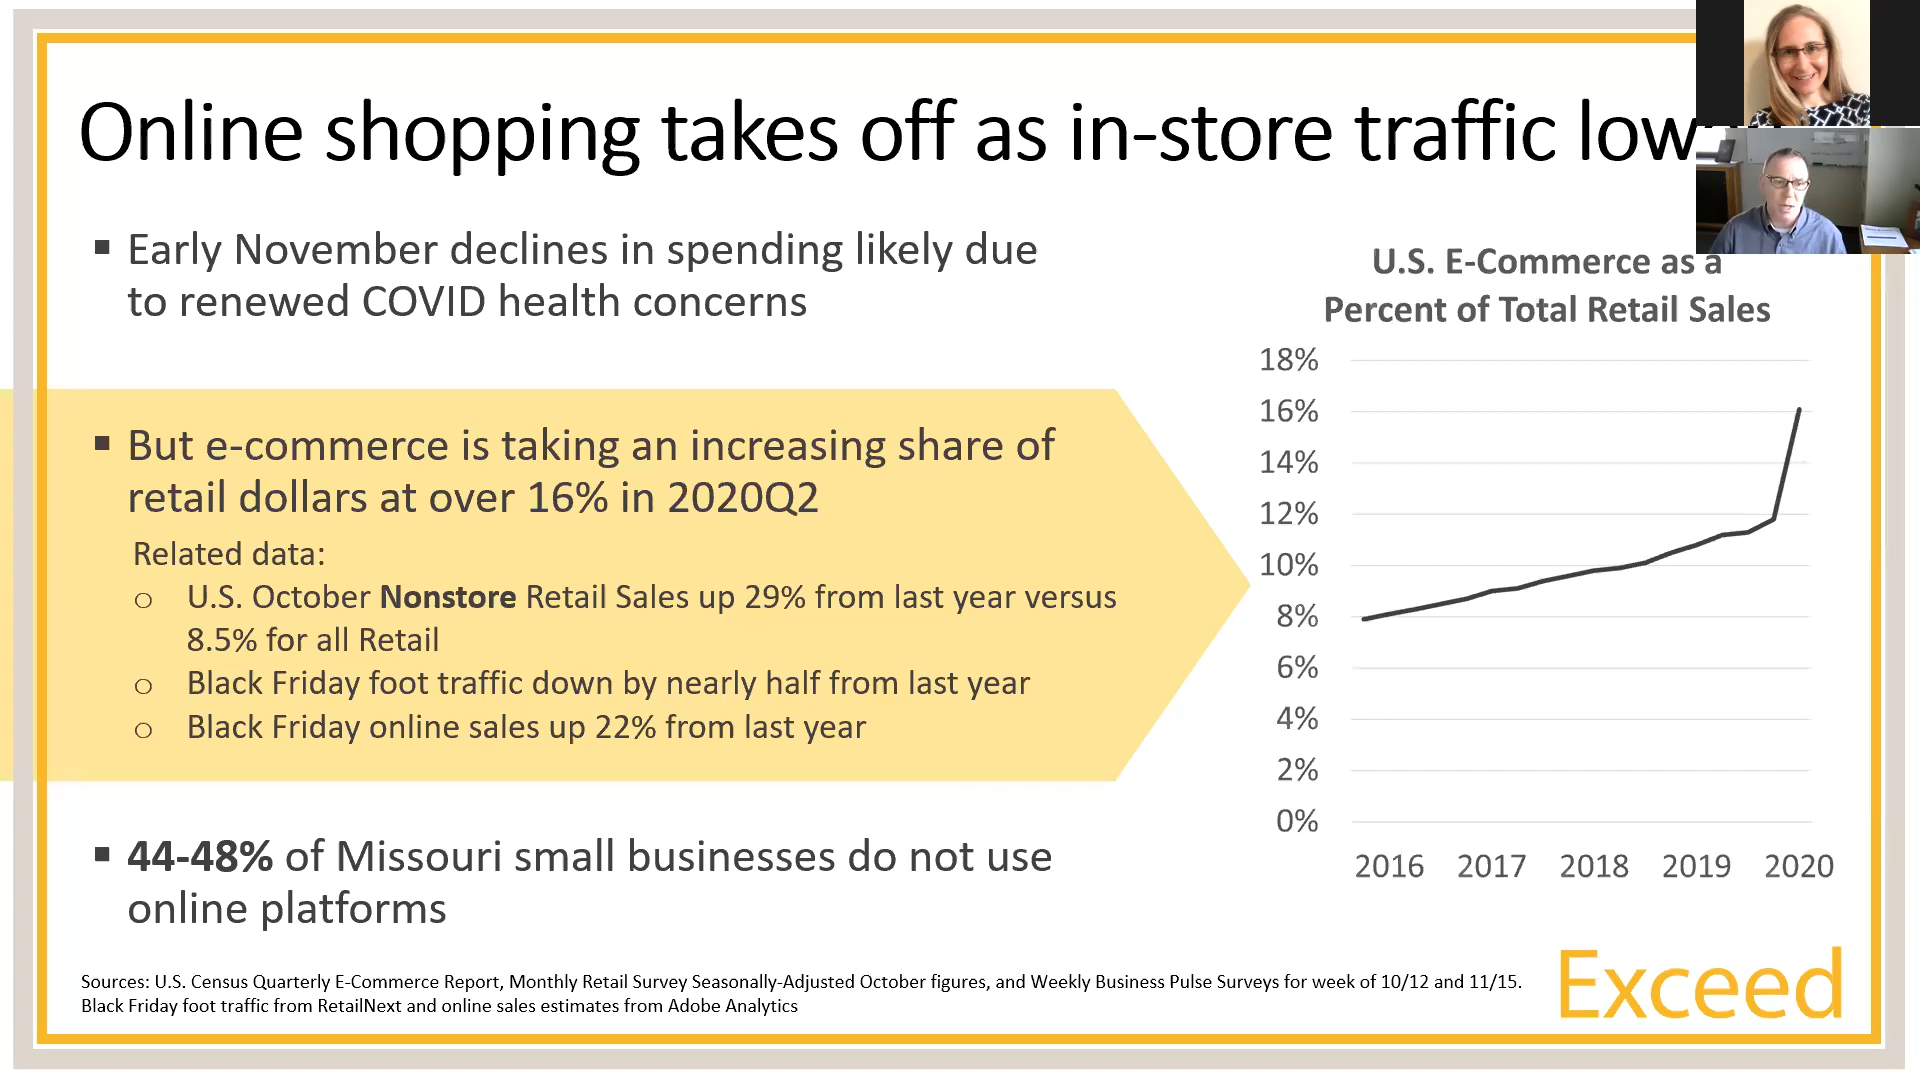 Online shopping takes off as in-store traffic
▪ Early November declines in spending likely due
to renewed COVID health concerns
▪ But e-commerce is taking an increasing share of
retail dollars at over 16% in 2020Q2
Related data:
o U.S. October Nonstore Retail Sales up 29% from last year versus
8.5% for all Retail
o Black Friday foot traffic down by nearly half from last year
o Black Friday online sales up 22% from last year
▪ 44-48% of Missouri small businesses do not use
online platforms
U.S. E-Commerce as a
Percent of Total Retail Sales
18%
16%
14%
12%
10%
8%
6%
4%
2%
0%
2016 2017 2018 2019 2020
Sources: U.S. Census Quarterly E-Commerce Report, Monthly Retail Survey Seasonally-Adjusted October figures, and Weekly Business Pulse Surveys for week of 10/12 and 11/15.
Black Friday foot traffic from RetailNext and online sales estimates from Adobe Analytics
Exceed